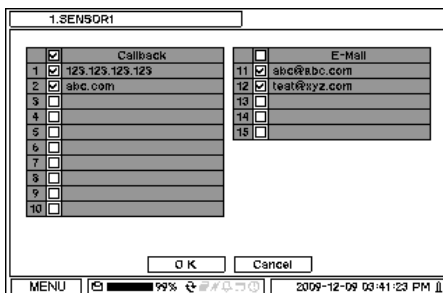 1.SENSOR1
Callback
1 123.123.123.123
2 abc.com
3
4
5
6
7
8
9
10
E-Mail
11 abc@abc.com
12 test@xyz.com
13
14
15
OK Cancel
MENU 99% 2009-12-09 03:41:23 PM